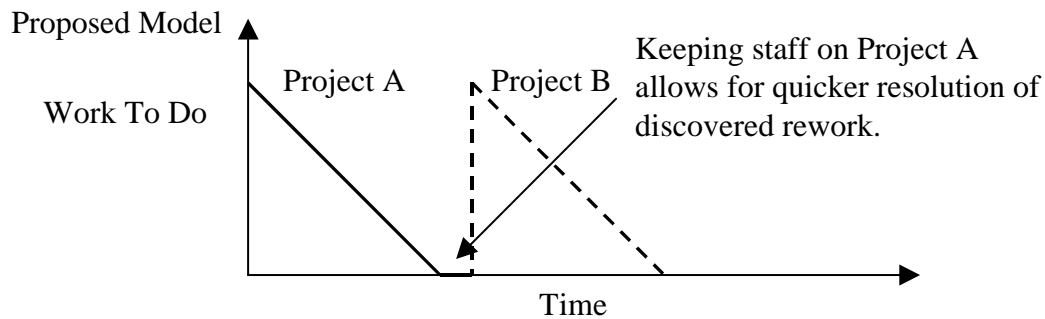 Proposed Model
Work To Do
Project A
Project B
Keeping staff on Project A
allows for quicker resolution of
discovered rework.
Time